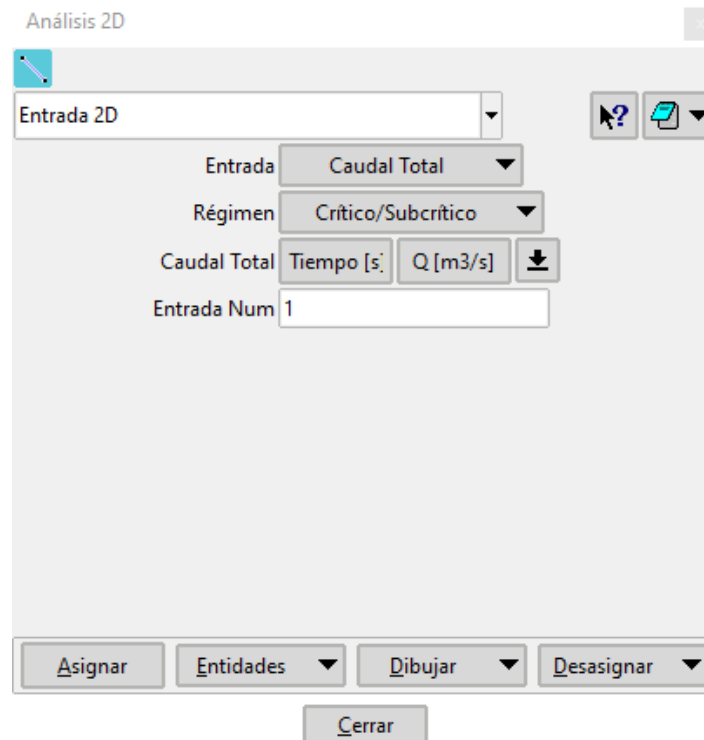 Análisis 2D
Entrada 2D
?
Entrada Caudal Total
Régimen Crítico/Subcrítico
Caudal Total Tiempo [s] Q [m3/s]
Entrada Num 1
Asignar Entidades Dibujar Desasignar
Cerrar